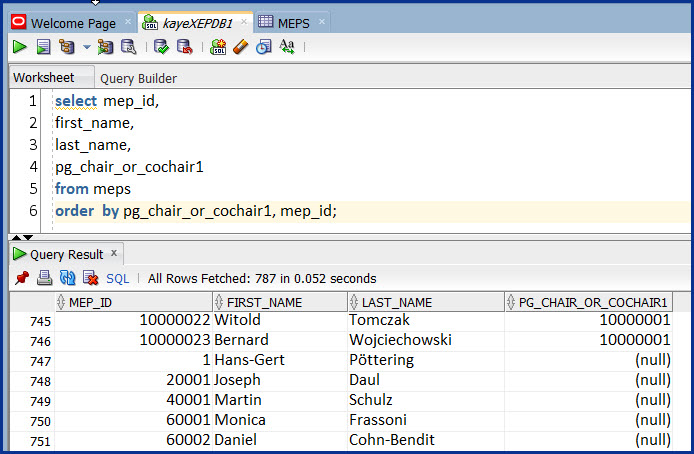 Welcome Page kayeXEPDB1 MEPS
SQL SQL Aa
Worksheet Query Builder
1 select mep_id,
2 first_name,
3 last_name,
4 pg_chair_or_cochair1
5 from meps
6 order by pg_chair_or_cochair1, mep_id;
Query Result x
SQL | All Rows Fetched: 787 in 0.052 seconds
MEP_ID FIRST_NAME LAST_NAME PG_CHAIR_OR_COCHAIR1
745 10000022 Witold Tomczak 10000001
746 10000023 Bernard Wojciechowski 10000001
747 1 Hans-Gert Pöttering (null)
748 20001 Joseph Daul (null)
749 40001 Martin Schulz (null)
750 60001 Monica Frassoni (null)
751 60002 Daniel Cohn-Bendit (null)